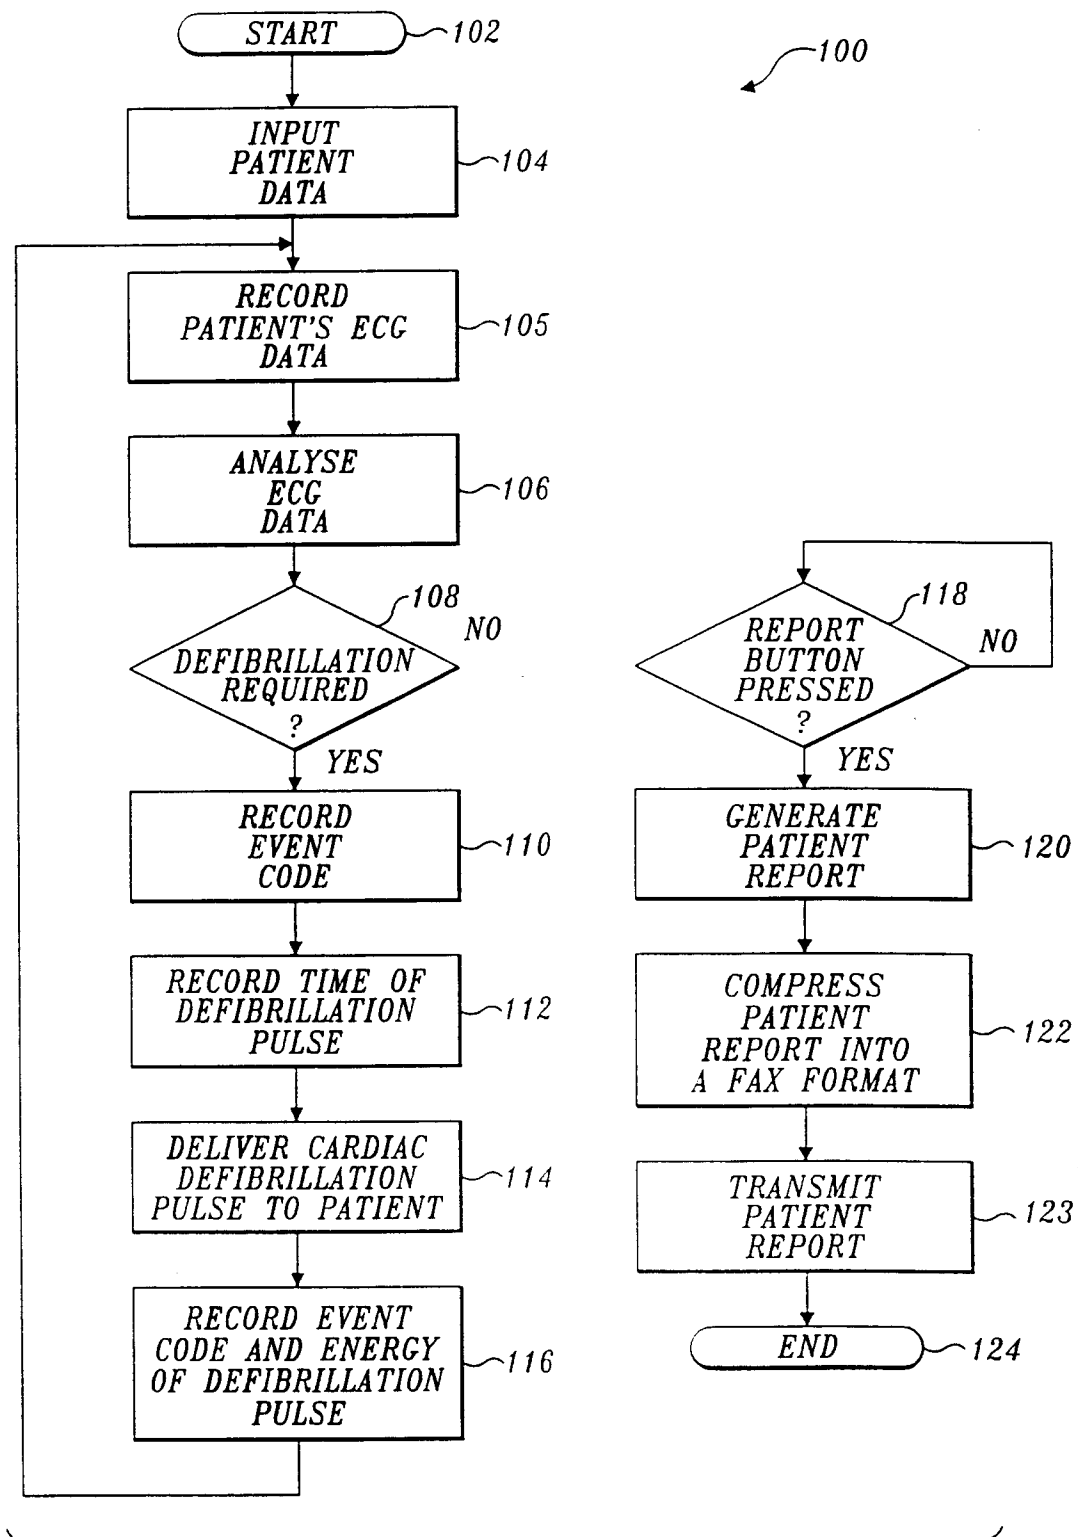 START
102
100
INPUT
PATIENT
DATA
104
RECORD
PATIENT'S ECG
DATA
105
ANALYSE
ECG
DATA
106
108
NO
DEFIBRILLATION
REQUIRED
?
YES
RECORD
EVENT
CODE
110
RECORD TIME OF
DEFIBRILLATION
PULSE
112
DELIVER CARDIAC
DEFIBRILLATION
PULSE TO PATIENT
114
RECORD EVENT
CODE AND ENERGY
OF DEFIBRILLATION
PULSE
116
118
REPORT
BUTTON
PRESSED
?
NO
YES
GENERATE
PATIENT
REPORT
120
COMPRESS
PATIENT
REPORT INTO
A FAX FORMAT
122
TRANSMIT
PATIENT
REPORT
123
END
124